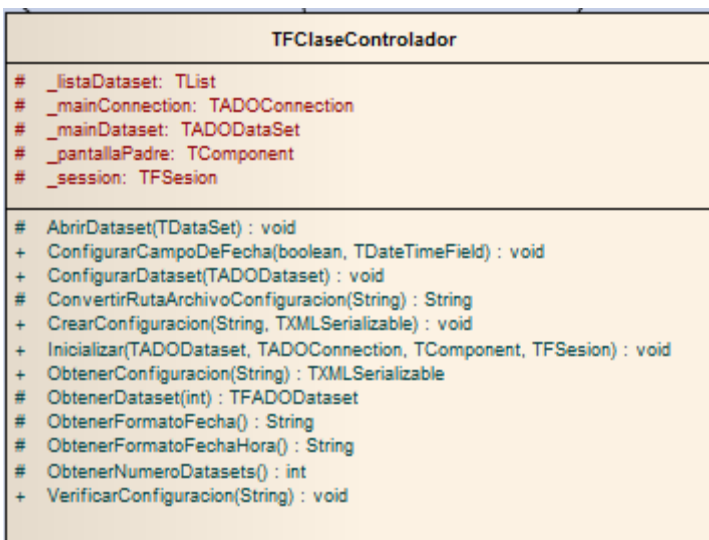 TFClaseControlador
# _listaDataset: TList
# _mainConnection: TADOConnection
# _mainDataset: TADODataSet
# _pantallaPadre: TComponent
# _session: TFSesion
# AbrirDataset(TDataSet) : void
+ ConfigurarCampoDeFecha(boolean, TDateTimeField) : void
+ ConfigurarDataset(TADODataset) : void
# ConvertirRutaArchivoConfiguracion(String) : String
+ CrearConfiguracion(String, TXMLSerializable) : void
+ Inicializar(TADODataset, TADOConnection, TComponent, TFSesion) : void
+ ObtenerConfiguracion(String) : TXMLSerializable
# ObtenerDataset(int) : TFADODataset
# ObtenerFormatoFecha() : String
# ObtenerFormatoFechaHora() : String
# ObtenerNumeroDatasets() : int
+ VerificarConfiguracion(String) : void